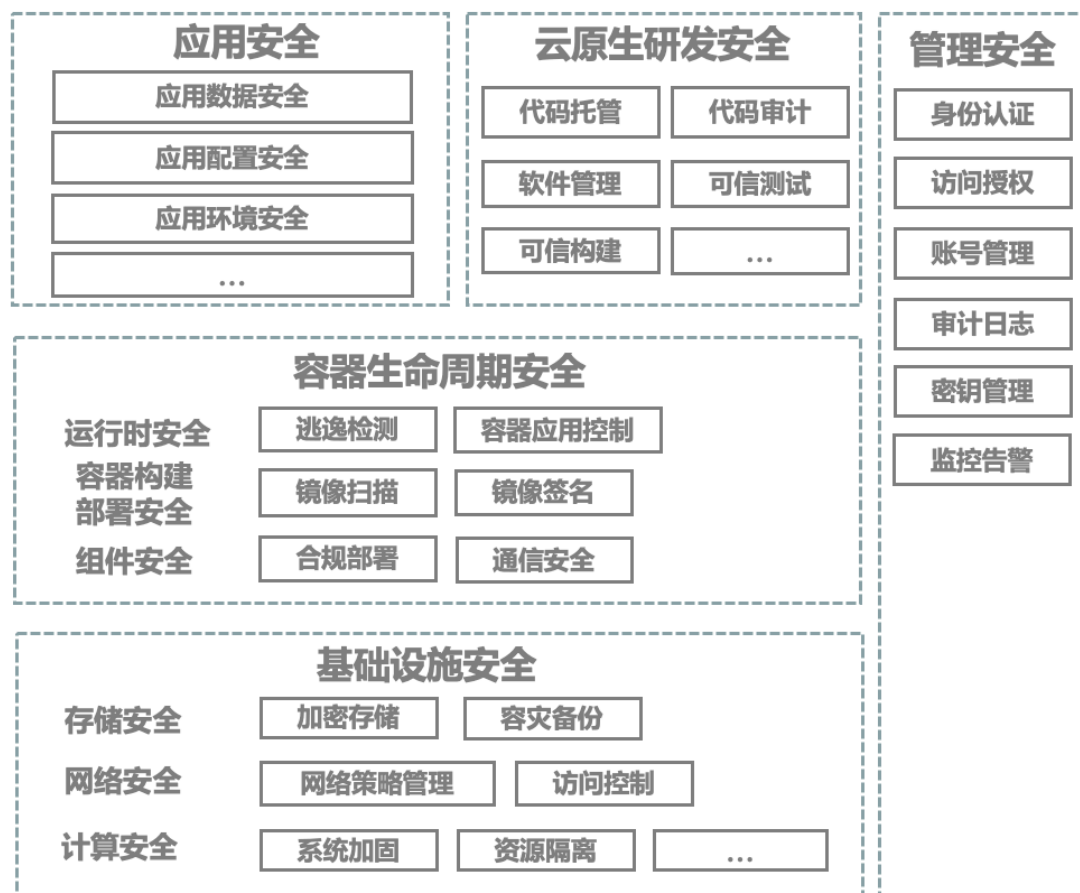 应用安全
应用数据安全
应用配置安全
应用环境安全
...
云原生研发安全
代码托管 代码审计
软件管理 可信测试
可信构建 ...
管理安全
身份认证
访问授权
账号管理
审计日志
密钥管理
监控告警
容器生命周期安全
运行时安全 逃逸检测 容器应用控制
容器构建
部署安全 镜像扫描 镜像签名
组件安全 合规部署 通信安全
基础设施安全
存储安全 加密存储 容灾备份
网络安全 网络策略管理 访问控制
计算安全 系统加固 资源隔离 ...